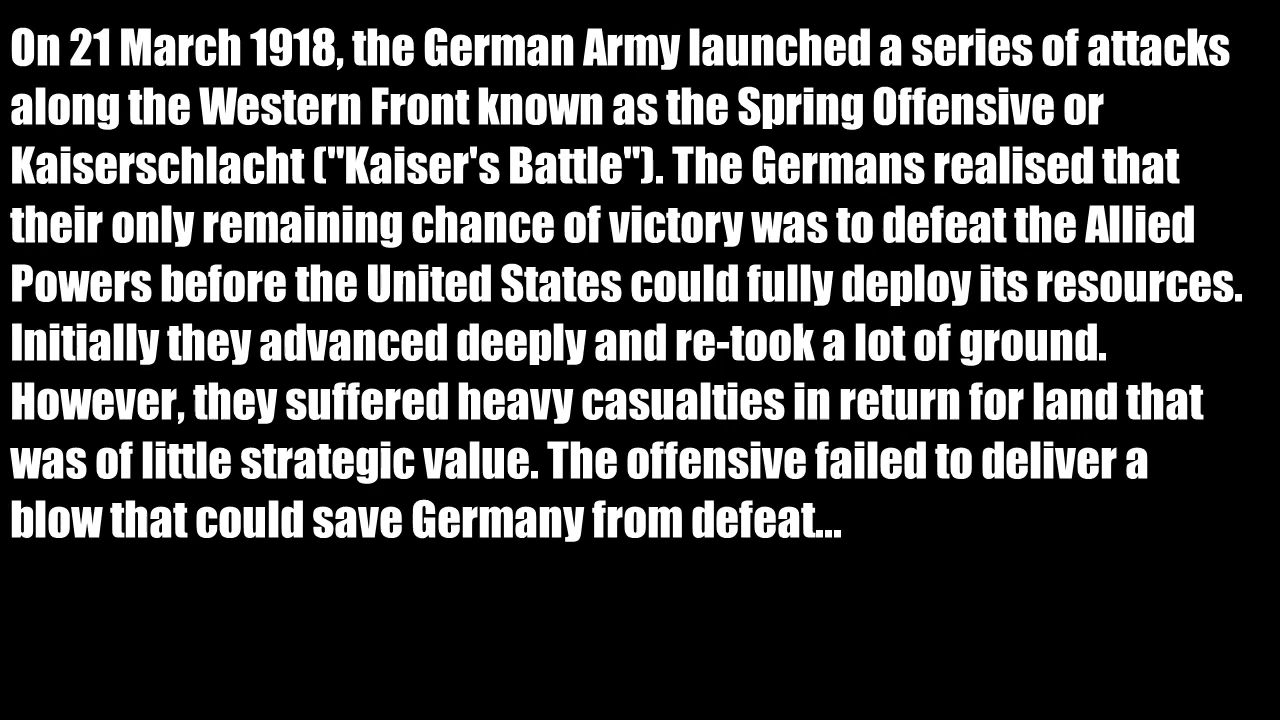 On 21 March 1918, the German Army launched a series of attacks
along the Western Front known as the Spring Offensive or
Kaiserschlacht ("Kaiser's Battle"). The Germans realised that
their only remaining chance of victory was to defeat the Allied
Powers before the United States could fully deploy its resources.
Initially they advanced deeply and re-took a lot of ground.
However, they suffered heavy casualties in return for land that
was of little strategic value. The offensive failed to deliver a
blow that could save Germany from defeat...